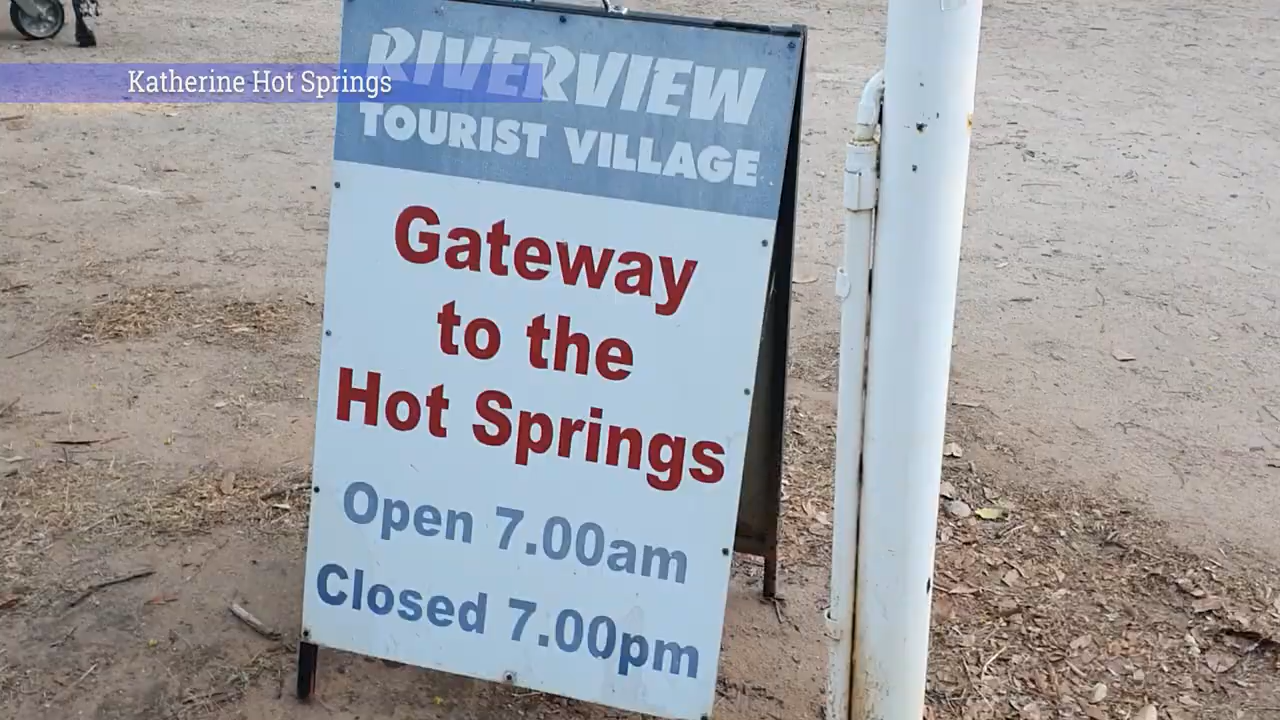 Katherine Hot Springs
RIVERVIEW
TOURIST VILLAGE
Gateway
to the
Hot Springs
Open 7.00am
Closed 7.00pm